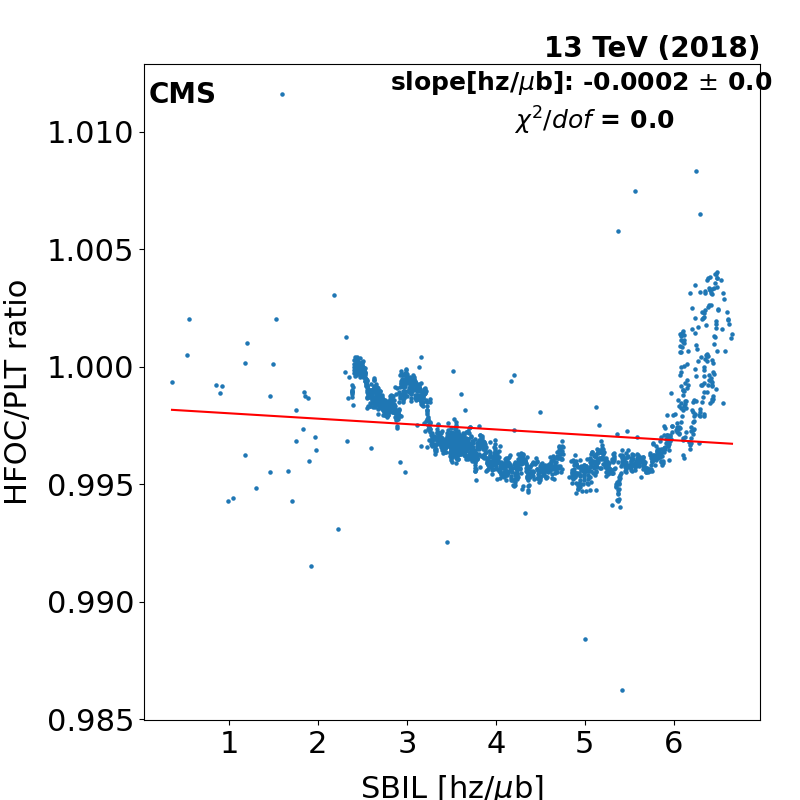 13 TeV (2018)
CMS
slope[hz/μb]: -0.0002 ± 0.0
χ²/dof = 0.0
1.010
1.005
1.000
0.995
0.990
0.985
HFOC/PLT ratio
1 2 3 4 5 6
SBIL [hz/μb]